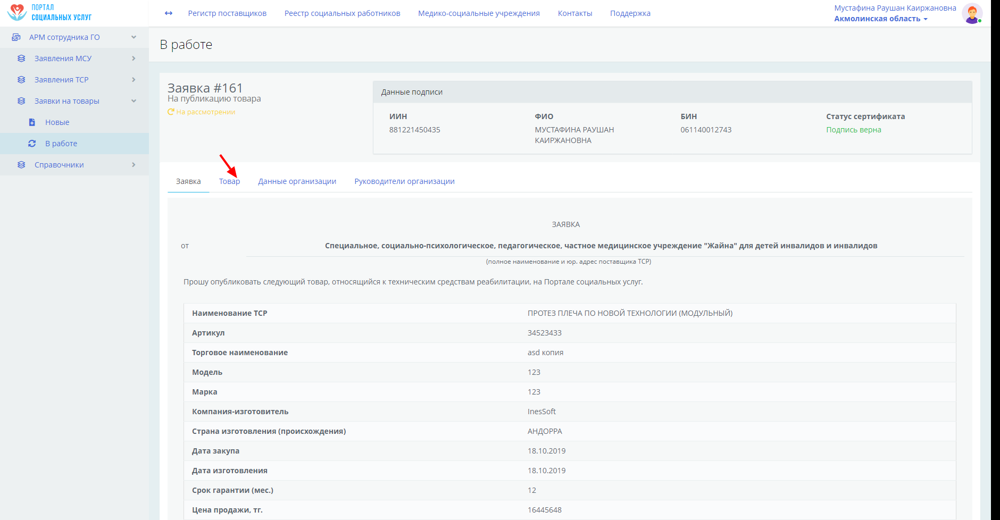 ПОРТАЛ
СОЦИАЛЬНЫХ УСЛУГ
Регистр поставщиков
Реестр социальных работников
Медико-социальные учреждения
Контакты
Поддержка
Мустафина Раушан Каиржановна
Акмолинская область
АРМ сотрудника ГО
Заявления МСУ
Заявления ТСР
Заявки на товары
Новые
В работе
Справочники
В работе
Заявка #161
На публикацию товара
На рассмотрении
Данные подписи
ИИН
881221450435
ФИО
МУСТАФИНА РАУШАН
КАИРЖАНОВНА
БИН
061140012743
Статус сертификата
Подпись верна
Заявка
Товар
Данные организации
Руководители организации
ЗАЯВКА
от
Специальное, социально-психологическое, педагогическое, частное медицинское учреждение "Жайна" для детей инвалидов и инвалидов
(полное наименование и юр. адрес поставщика ТСР)
Прошу опубликовать следующий товар, относящийся к техническим средствам реабилитации, на Портале социальных услуг.
Наименование ТСР ПРОТЕЗ ПЛЕЧА ПО НОВОЙ ТЕХНОЛОГИИ (МОДУЛЬНЫЙ)
Артикул 34523433
Торговое наименование asd копия
Модель 123
Марка 123
Компания-изготовитель InesSoft
Страна изготовления (происхождения) АНДОРРА
Дата закупа 18.10.2019
Дата изготовления 18.10.2019
Срок гарантии (мес.) 12
Цена продажи, тг. 16445648